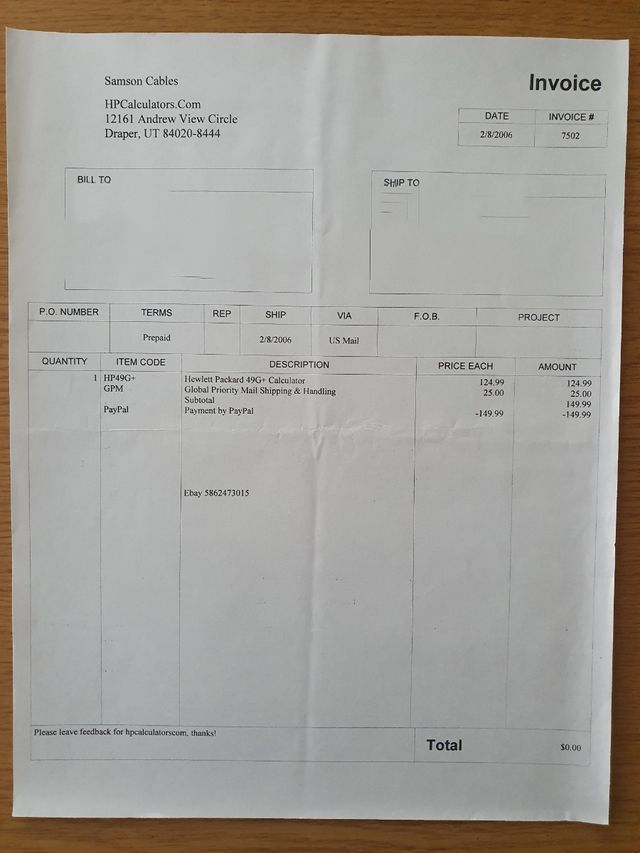 Samson Cables
Invoice
HPCalculators.Com
12161 Andrew View Circle
Draper, UT 84020-8444
DATE INVOICE #
2/8/2006 7502
BILL TO
SHIP TO
P.O. NUMBER TERMS REP SHIP VIA F.O.B. PROJECT
Prepaid 2/8/2006 US Mail
QUANTITY ITEM CODE DESCRIPTION PRICE EACH AMOUNT
1 HP49G+ Hewlett Packard 49G+ Calculator 124.99 124.99
GPM Global Priority Mail Shipping & Handling 25.00 25.00
Subtotal 149.99
PayPal Payment by PayPal -149.99 -149.99
Ebay 5862473015
Please leave feedback for hpcalculatorscom, thanks!
Total $0.00